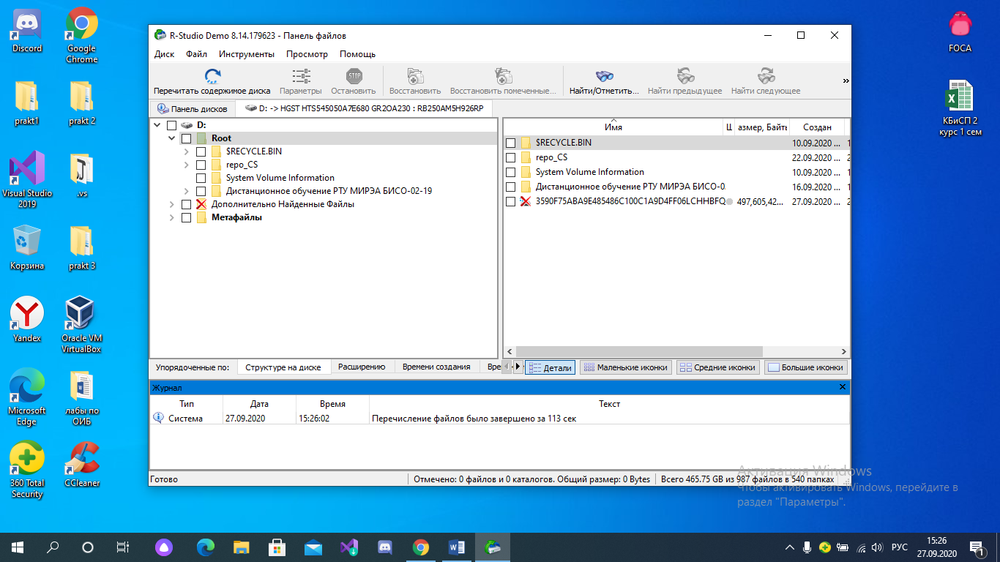 Discord
Google Chrome
prakt1
prakt 2
Visual Studio 2019
.vs
Корзина
prakt 3
Yandex
Oracle VM VirtualBox
Microsoft Edge
лабы по ОИБ
360 Total Security
CCleaner
FOCA
КБиСП 2 курс 1 сем
R-Studio Demo 8.14.179623 - Панель файлов
Диск Файл Инструменты Просмотр Помощь
STOP
Перечитать содержимое диска Параметры Остановить Восстановить Восстановить помеченные... Найти/Отметить... Найти предыдущее Найти следующее
Панель дисков D: -> HGST HTS545050A7E680 GR2OA230 : RB250AM5H926RP
D:
Root
$RECYCLE.BIN
repo_CS
System Volume Information
Дистанционное обучение РТУ МИРЭА БИСО-02-19
Дополнительно Найденные Файлы
Метафайлы
Имя азмер, Байты Создан
$RECYCLE.BIN 10.09.2020 ...
repo_CS 22.09.2020 ...
System Volume Information 10.09.2020 ...
Дистанционное обучение РТУ МИРЭА БИСО-0. 16.09.2020 ...
3590F75ABA9E485486C100C1A9D4FF06LCHHBFQ 497,605,42... 27.09.2020 ...
Упорядоченные по: Структуре на диске Расширению Времени создания Вре
Детали Маленькие иконки Средние иконки Большие иконки
Журнал
Тип Дата Время Текст
Система 27.09.2020 15:26:02 Перечисление файлов было завершено за 113 сек
Готово Отмечено: 0 файлов и 0 каталогов. Общий размер: 0 Bytes Всего 465.75 GB из 987 файлов в 540 папках
Активация Windows
Чтобы активировать Windows, перейдите в
раздел "Параметры".
РУС
15:26
27.09.2020
1